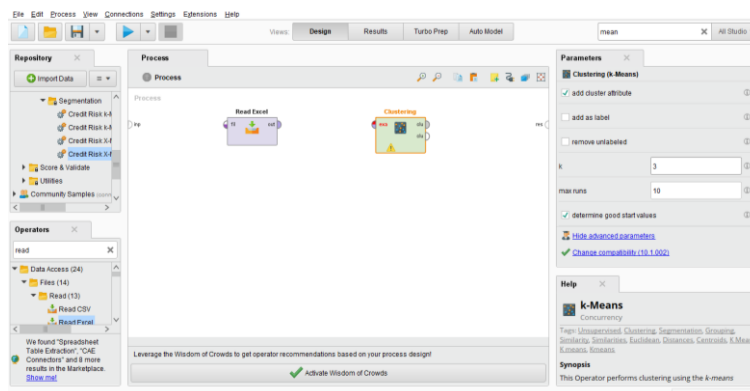 File Edit Process View Connections Settings Extensions Help
Views: Design Results Turbo Prep Auto Model
mean
All Studio
Repository
Import Data
Segmentation
Credit Risk k-M
Credit Risk X-M
Credit Risk X-M
Credit Risk X-M
Score & Validate
Utilities
Community Samples
Operators
read
Data Access (24)
Files (14)
Read (13)
Read CSV
Read Excel
We found "Spreadsheet
Table Extraction", "CAE
Connectors" and 8 more
results in the Marketplace.
Show me!
Process
Process
Process
inp
Read Excel
fil out
Clustering
exa clu
clu
res
Leverage the Wisdom of Crowds to get operator recommendations based on your process design!
Activate Wisdom of Crowds
Parameters
Clustering (k-Means)
add cluster attribute
add as label
remove unlabeled
k 3
max runs 10
determine good start values
Hide advanced parameters
Change compatibility (10.1.002)
Help
k-Means
Concurrency
Tags: Unsupervised, Clustering, Segmentation, Grouping,
Similarity, Similarities, Euclidean, Distances, Centroids, K Mea
K.means, Kmeans
Synopsis
This Operator performs clustering using the k-means